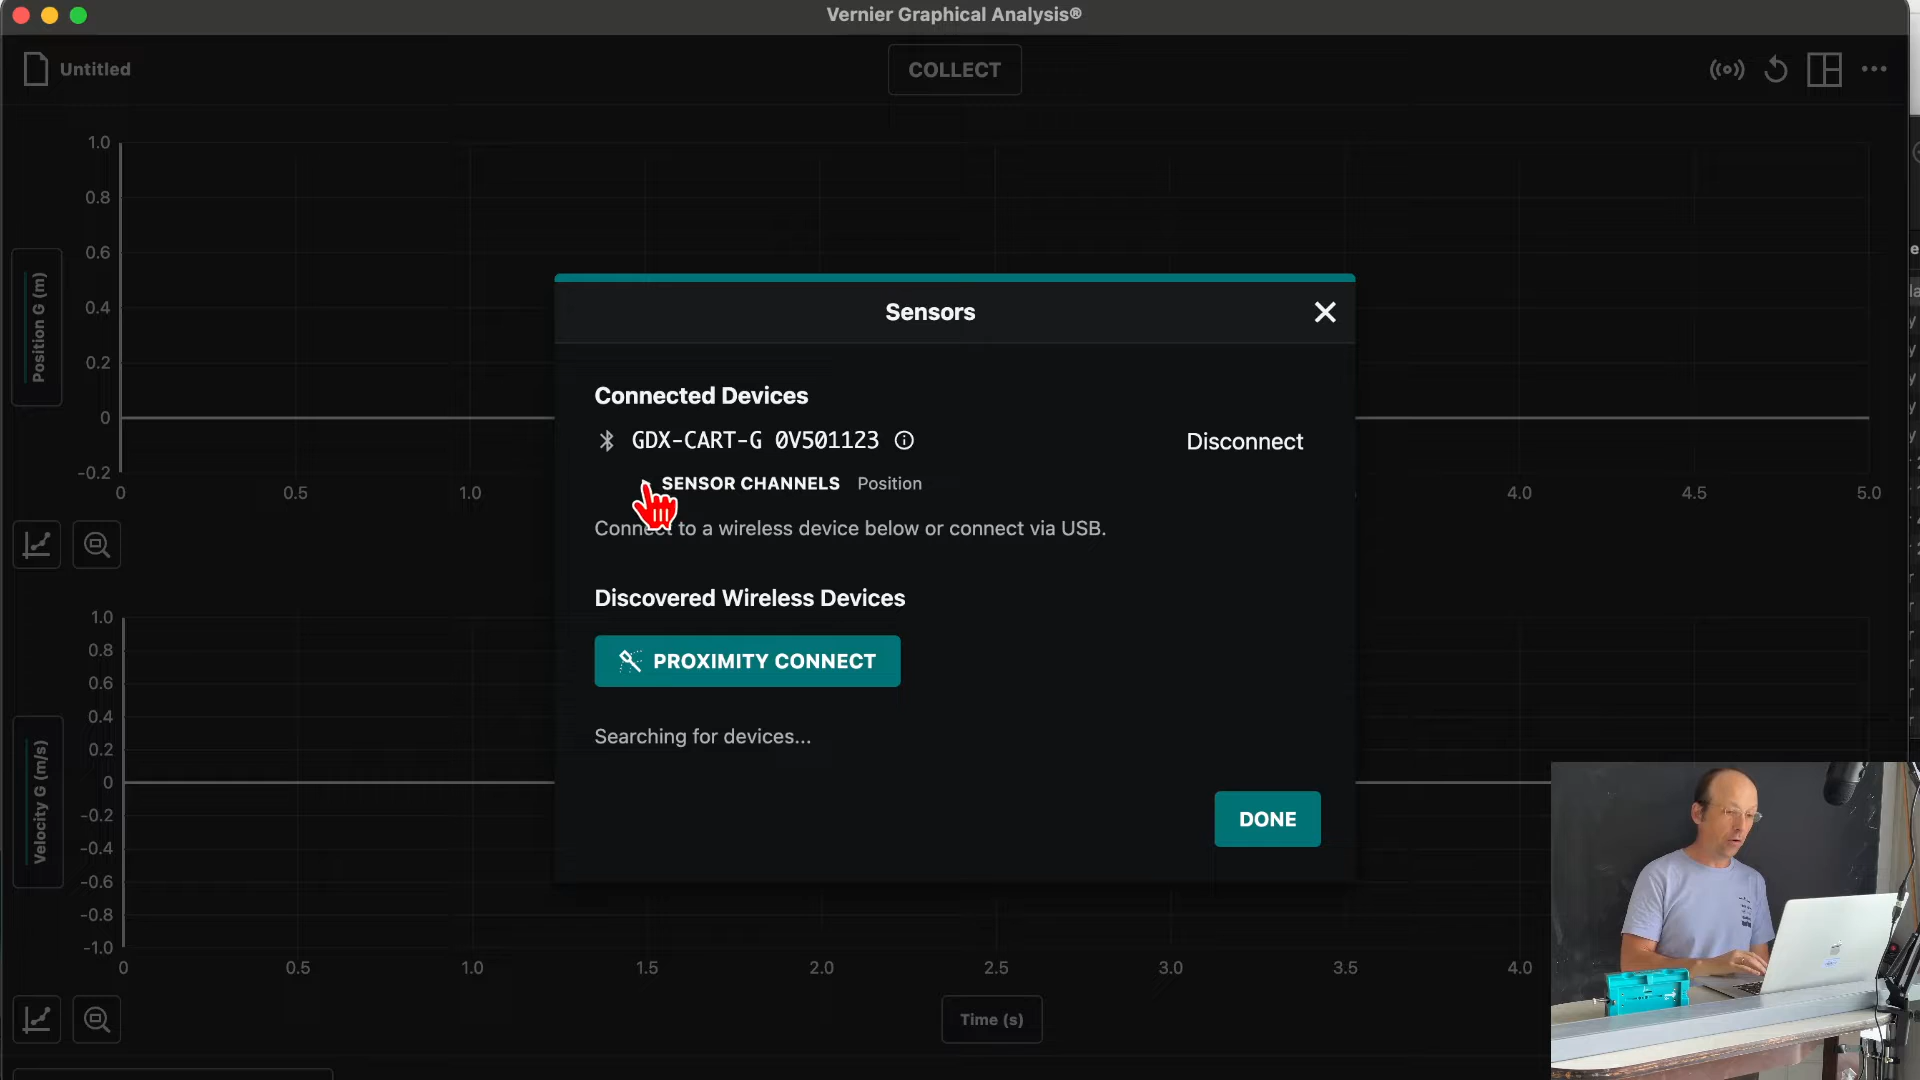 Vernier Graphical Analysis®
Untitled
COLLECT
1.0
0.8
0.6
0.4
0.2
0
-0.2
Position G (m)
0
0.5
1.0
4.0
4.5
5.0
Sensors
Connected Devices
GDX-CART-G 0V501123
Disconnect
SENSOR CHANNELS Position
Connect to a wireless device below or connect via USB.
Discovered Wireless Devices
PROXIMITY CONNECT
Searching for devices...
DONE
1.0
0.8
0.6
0.4
0.2
0
-0.2
-0.4
-0.6
-0.8
-1.0
Velocity G (m/s)
0
0.5
1.0
1.5
2.0
2.5
3.0
3.5
4.0
Time (s)